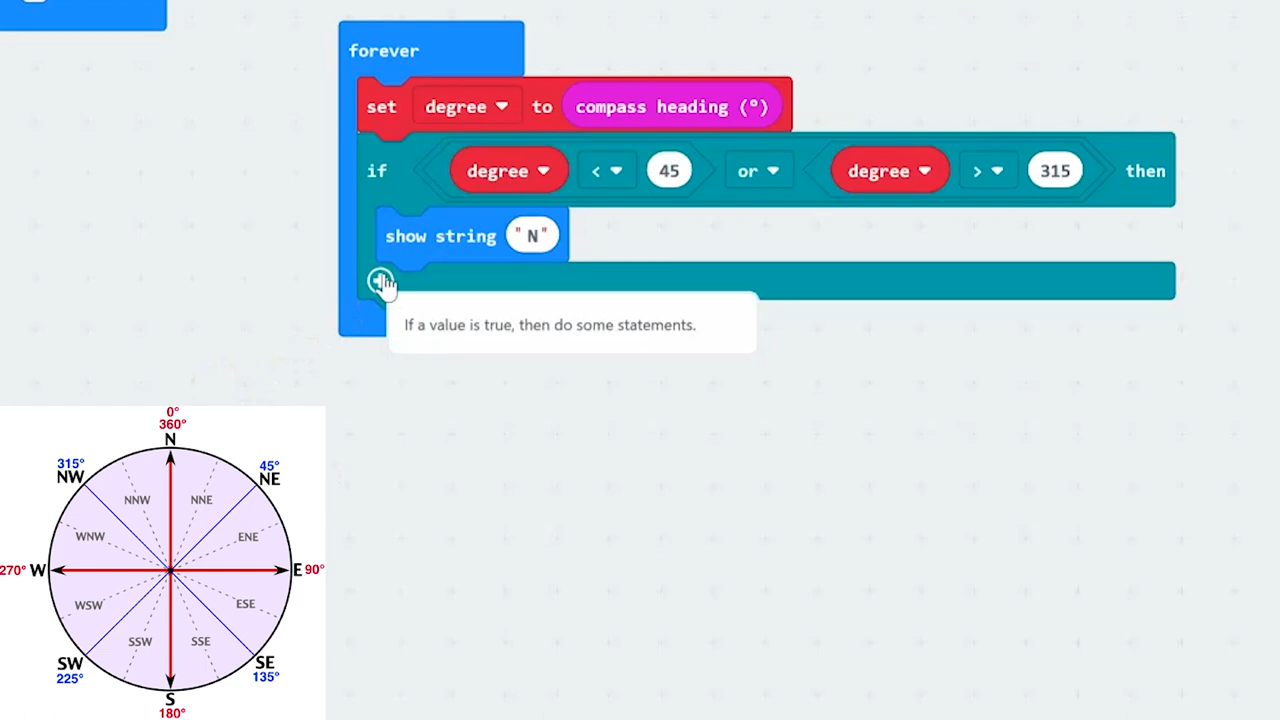 forever
set degree to compass heading (°)
if degree < 45 or degree > 315 then
show string "N"
If a value is true, then do some statements.
0°
360°
N
315°
NW
45°
NE
NNW
NNE
WNW
ENE
270° W
E 90°
WSW
ESE
SSW
SSE
SW
225°
SE
135°
S
180°